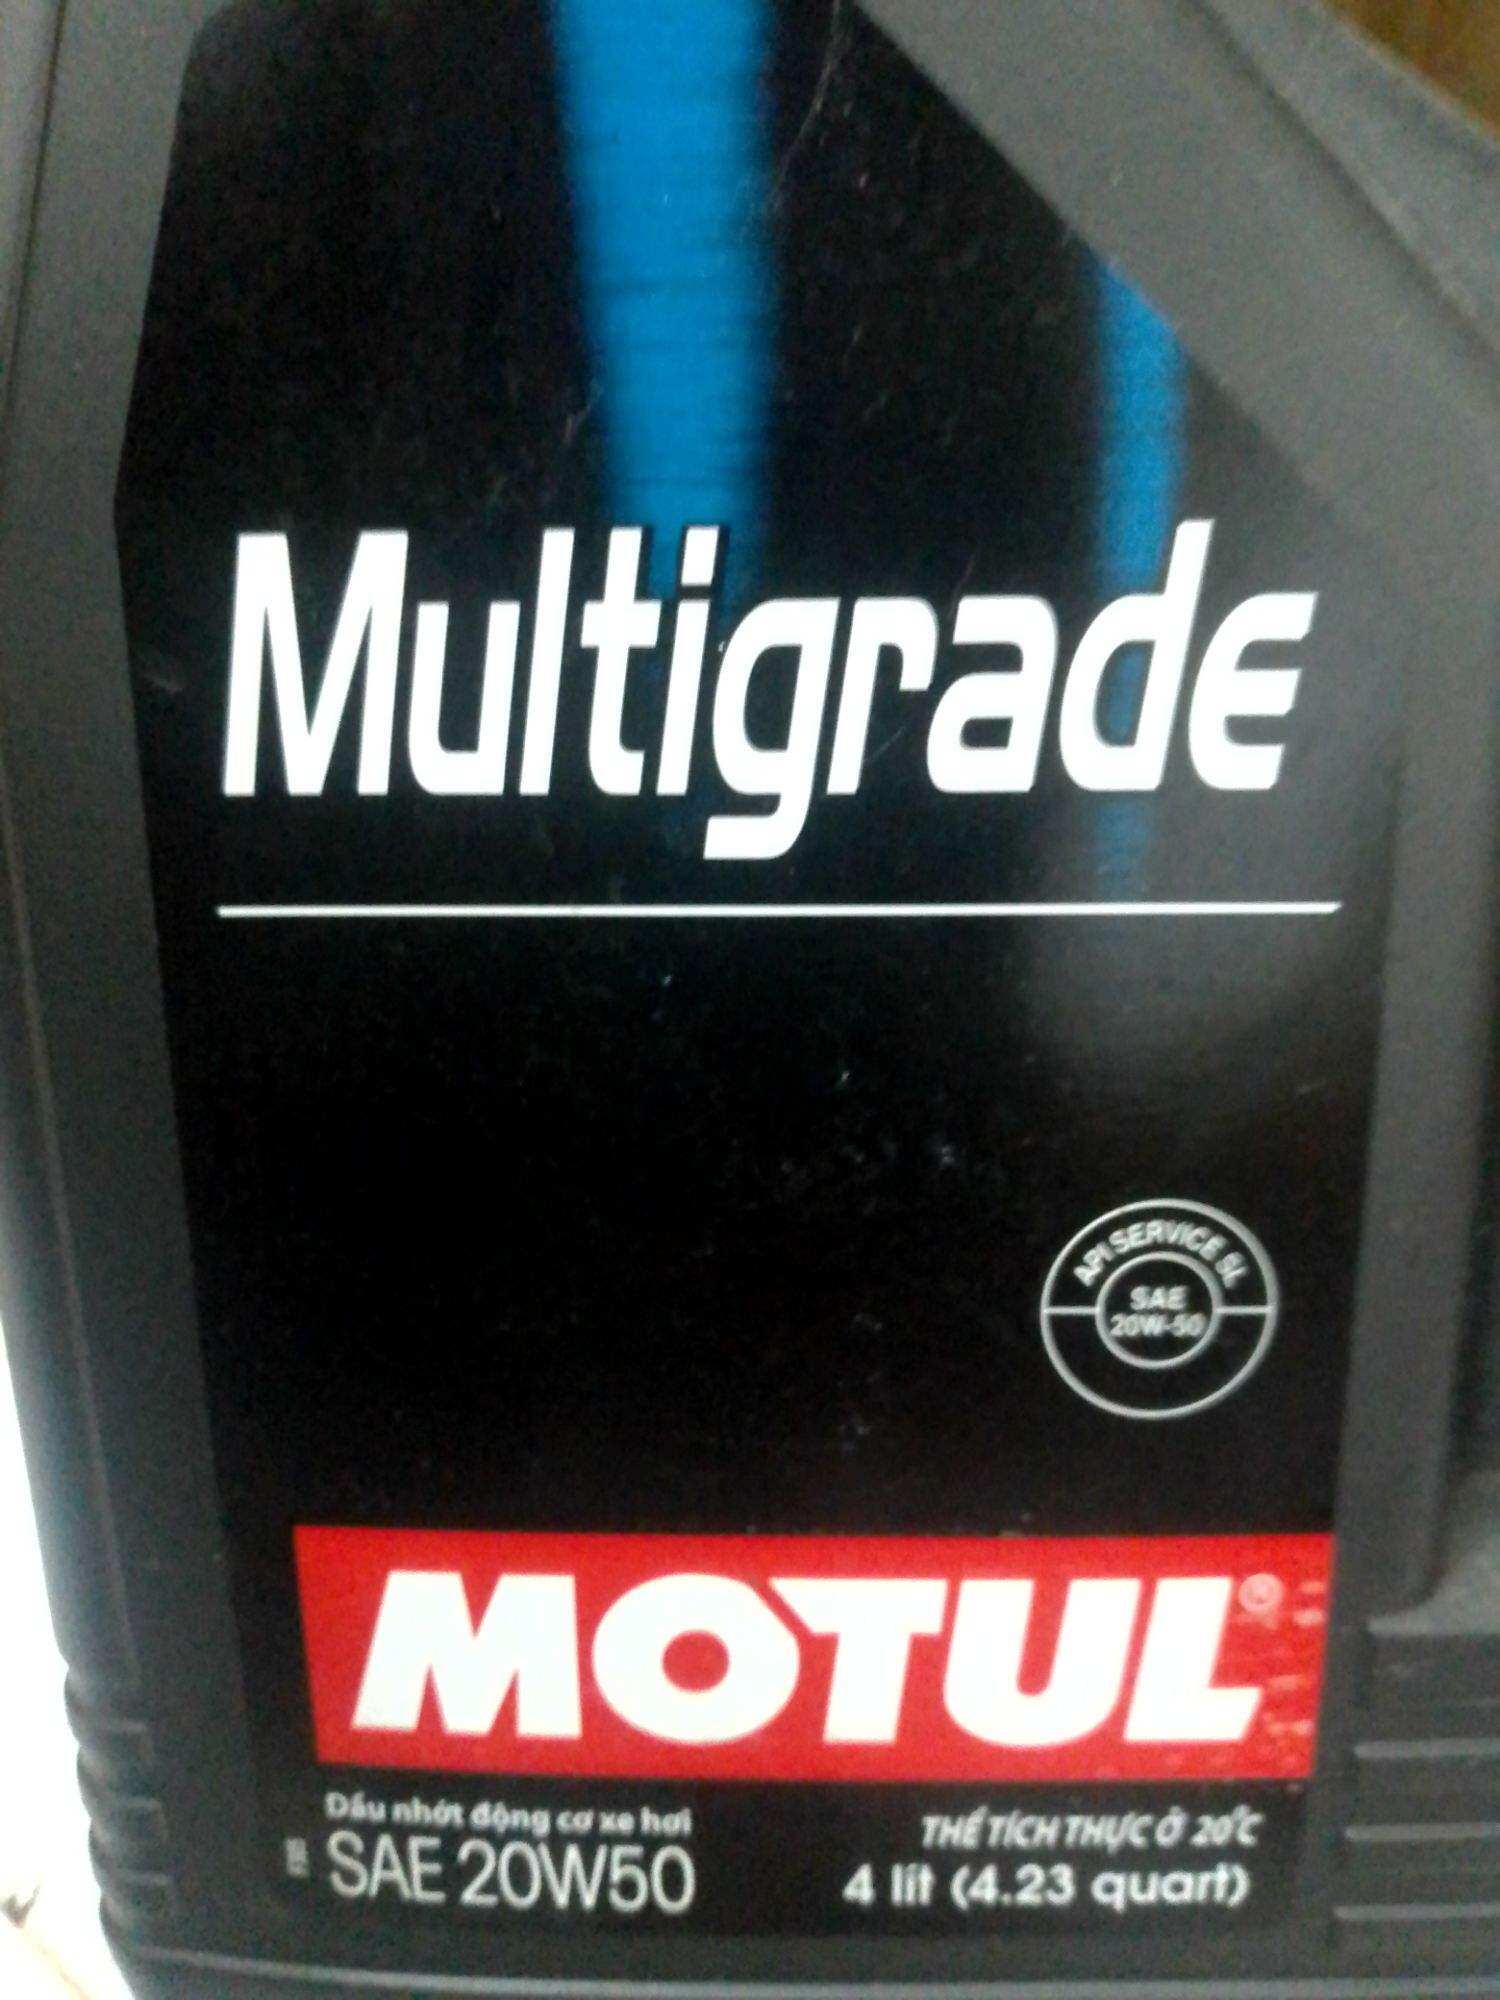 Multigrade
API SERVICE SL
SAE
20W-50
MOTUL®
Dầu nhớt động cơ xe hơi
SAE 20W50
THỂ TÍCH THỰC Ở 20°C
4 lít (4.23 quart)